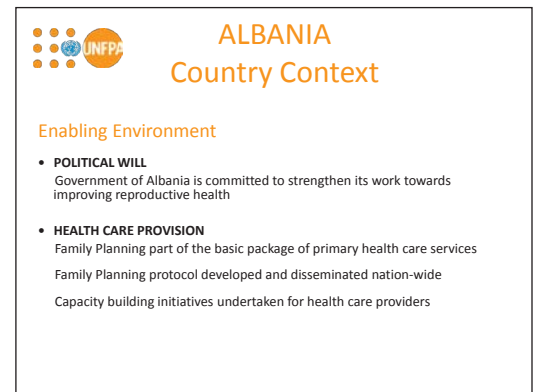 UNFPA
ALBANIA
Country Context
Enabling Environment
• POLITICAL WILL
Government of Albania is committed to strengthen its work towards
improving reproductive health
• HEALTH CARE PROVISION
Family Planning part of the basic package of primary health care services
Family Planning protocol developed and disseminated nation-wide
Capacity building initiatives undertaken for health care providers